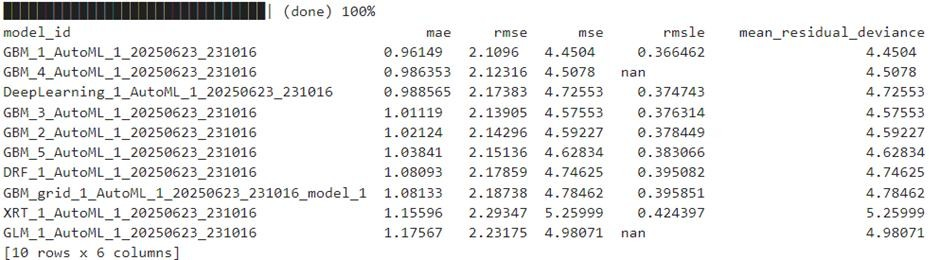 | (done) 100%
model_id mae rmse mse rmsle mean_residual_deviance
GBM_1_AutoML_1_20250623_231016 0.96149 2.1096 4.4504 0.366462 4.4504
GBM_4_AutoML_1_20250623_231016 0.986353 2.12316 4.5078 nan 4.5078
DeepLearning_1_AutoML_1_20250623_231016 0.988565 2.17383 4.72553 0.374743 4.72553
GBM_3_AutoML_1_20250623_231016 1.01119 2.13905 4.57553 0.376314 4.57553
GBM_2_AutoML_1_20250623_231016 1.02124 2.14296 4.59227 0.378449 4.59227
GBM_5_AutoML_1_20250623_231016 1.03841 2.15136 4.62834 0.383066 4.62834
DRF_1_AutoML_1_20250623_231016 1.08093 2.17859 4.74625 0.395082 4.74625
GBM_grid_1_AutoML_1_20250623_231016_model_1 1.08133 2.18738 4.78462 0.395851 4.78462
XRT_1_AutoML_1_20250623_231016 1.15596 2.29347 5.25999 0.424397 5.25999
GLM_1_AutoML_1_20250623_231016 1.17567 2.23175 4.98071 nan 4.98071
[10 rows x 6 columns]